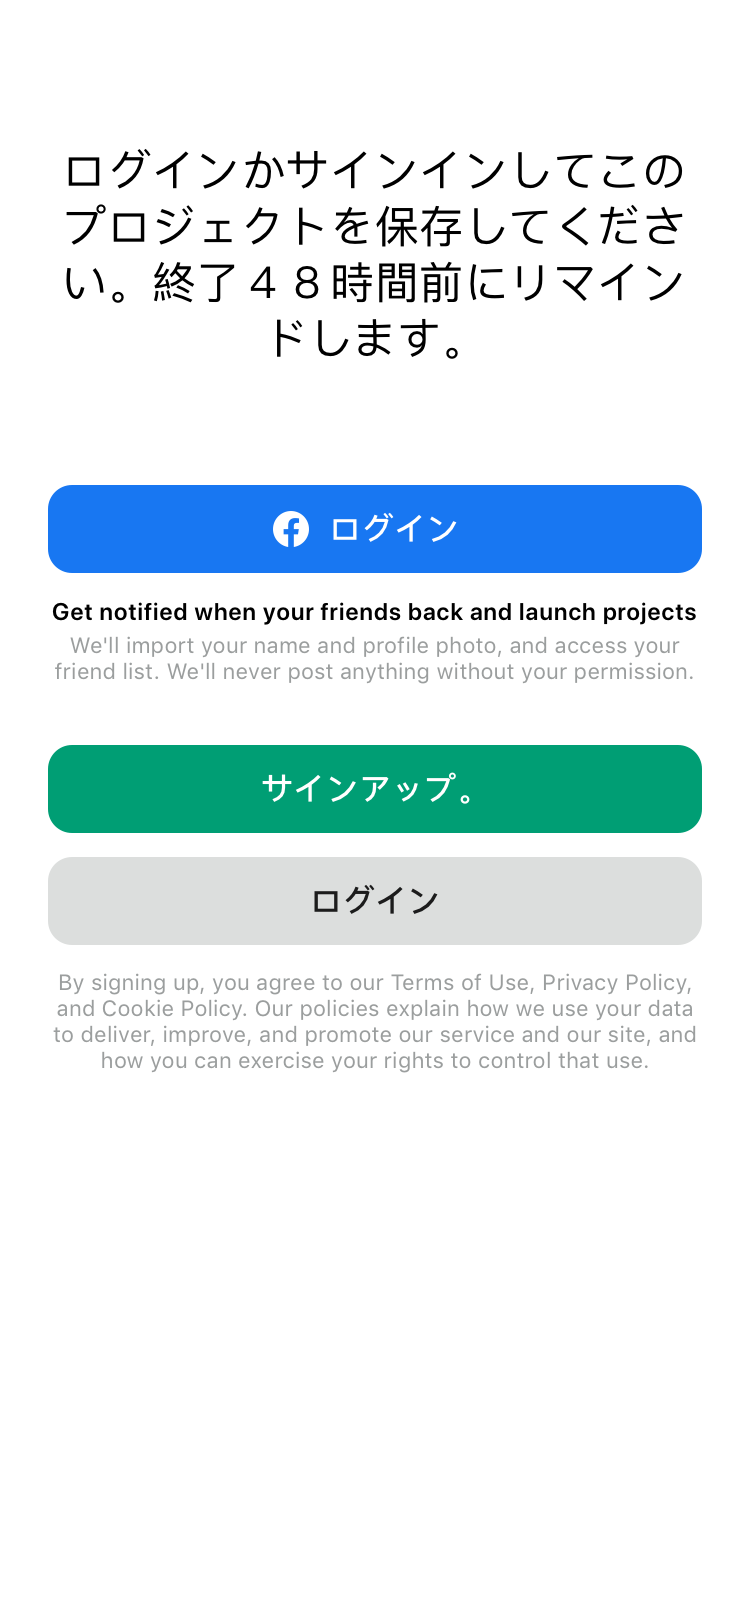 ログインかサインインしてこの
プロジェクトを保存してくださ
い。終了４８時間前にリマイン
ドします。
ログイン
Get notified when your friends back and launch projects
We'll import your name and profile photo, and access your
friend list. We'll never post anything without your permission.
サインアップ。
ログイン
By signing up, you agree to our Terms of Use, Privacy Policy,
and Cookie Policy. Our policies explain how we use your data
to deliver, improve, and promote our service and our site, and
how you can exercise your rights to control that use.